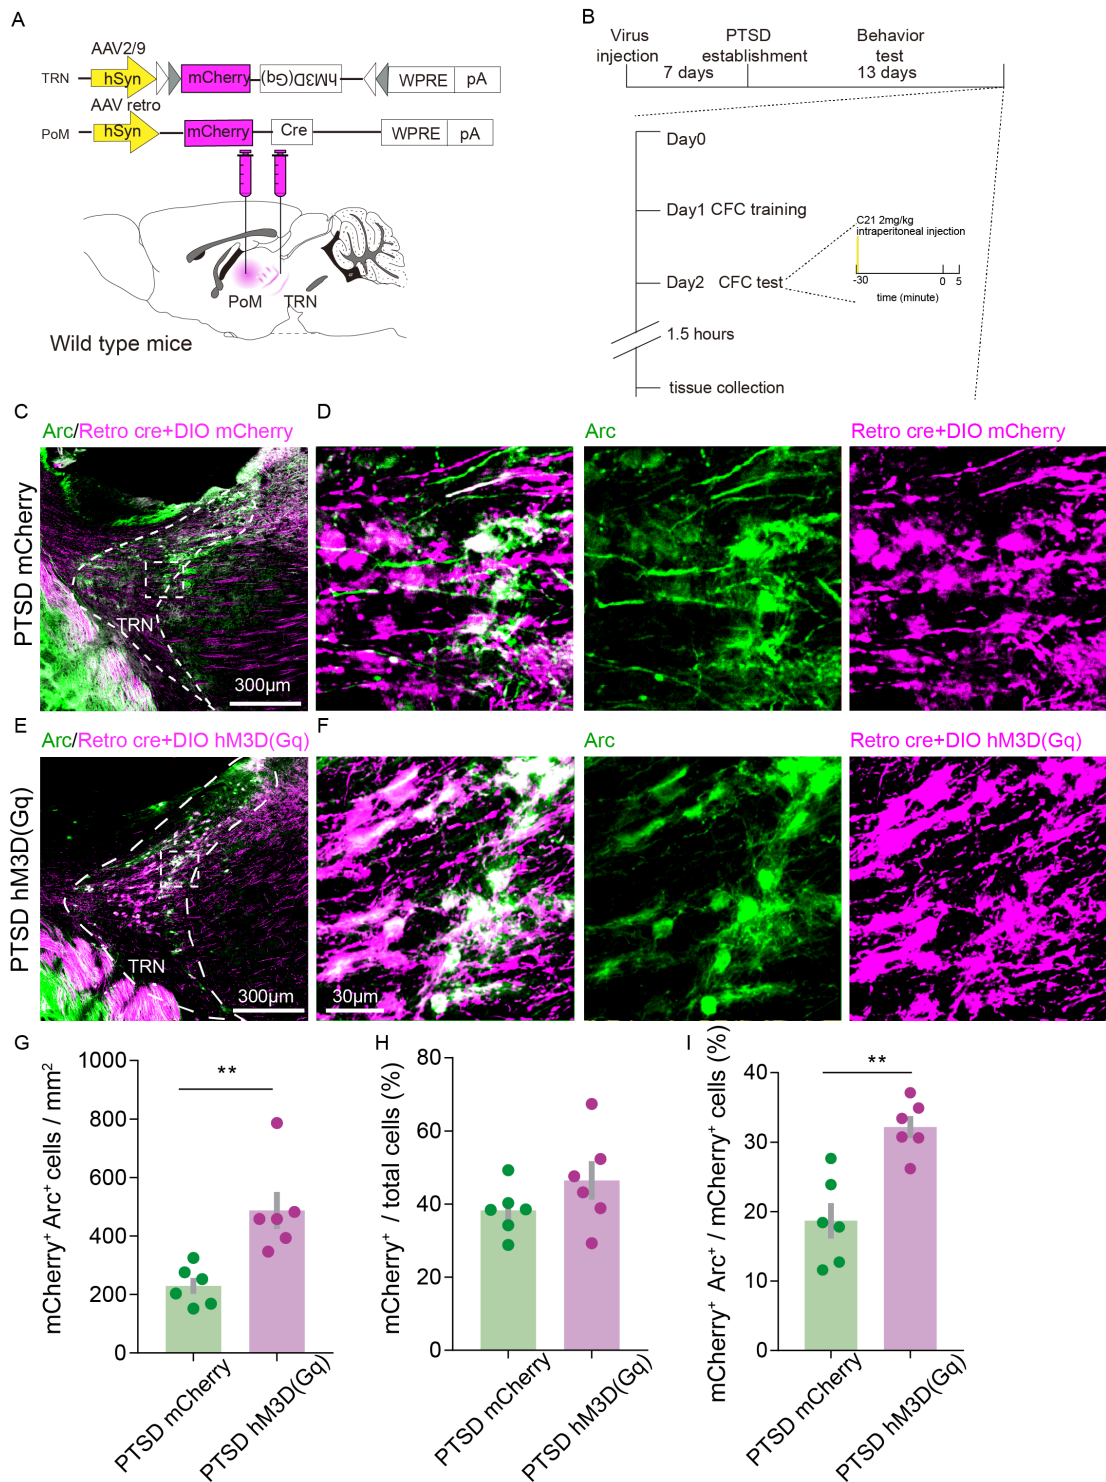 A
AAV2/9
TRN
hSyn
mCherry
hM3D(Gq)
WPRE
pA
AAV retro
PoM
hSyn
mCherry
Cre
WPRE
pA
PoM
TRN
Wild type mice
B
Virus injection
PTSD establishment
Behavior test
7 days
13 days
Day0
Day1 CFC training
Day2 CFC test
1.5 hours
tissue collection
C21 2mg/kg
intraperitoneal injection
-30
0
5
time (minute)
C
Arc/Retro cre+DIO mCherry
D
Arc
Retro cre+DIO mCherry
PTSD mCherry
TRN
300μm
E
Arc/Retro cre+DIO hM3D(Gq)
F
Arc
Retro cre+DIO hM3D(Gq)
PTSD hM3D(Gq)
TRN
300μm
30μm
G
mCherry⁺ Arc⁺ cells / mm²
1000
800
600
400
200
0
**
PTSD mCherry
PTSD hM3D(Gq)
H
mCherry⁺ / total cells (%)
80
60
40
20
0
PTSD mCherry
PTSD hM3D(Gq)
I
mCherry⁺ Arc⁺ / mCherry⁺ cells (%)
40
30
20
10
0
**
PTSD mCherry
PTSD hM3D(Gq)